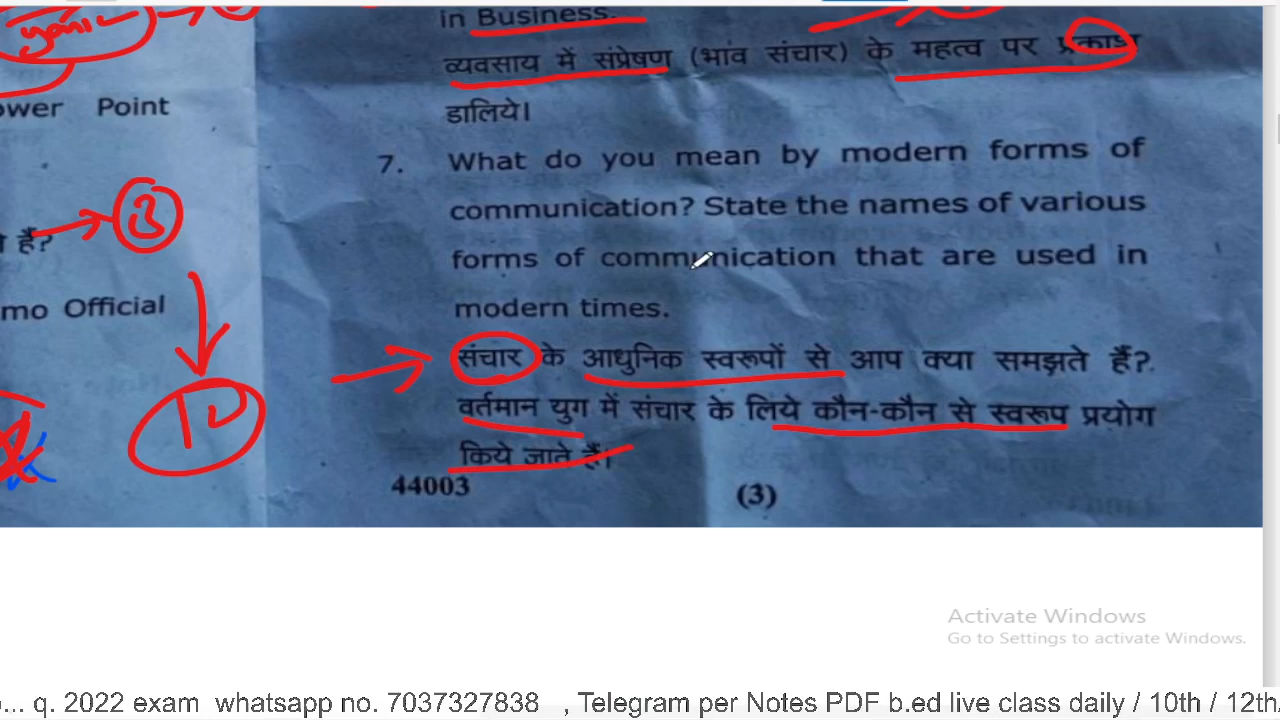 in Business.
व्यवसाय में संप्रेषण (भाव संचार) के महत्व पर प्रकाश
डालिये।
ower Point
7. What do you mean by modern forms of
communication? State the names of various
forms of communication that are used in
modern times.
हैं?
3
mo Official
12
संचार के आधुनिक स्वरूपों से आप क्या समझते हैं?
वर्तमान युग में संचार के लिये कौन-कौन से स्वरूप प्रयोग
किये जाते हैं।
44003
(3)
Activate Windows
Go to Settings to activate Windows.
... q. 2022 exam whatsapp no. 7037327838 , Telegram per Notes PDF b.ed live class daily / 10th / 12th